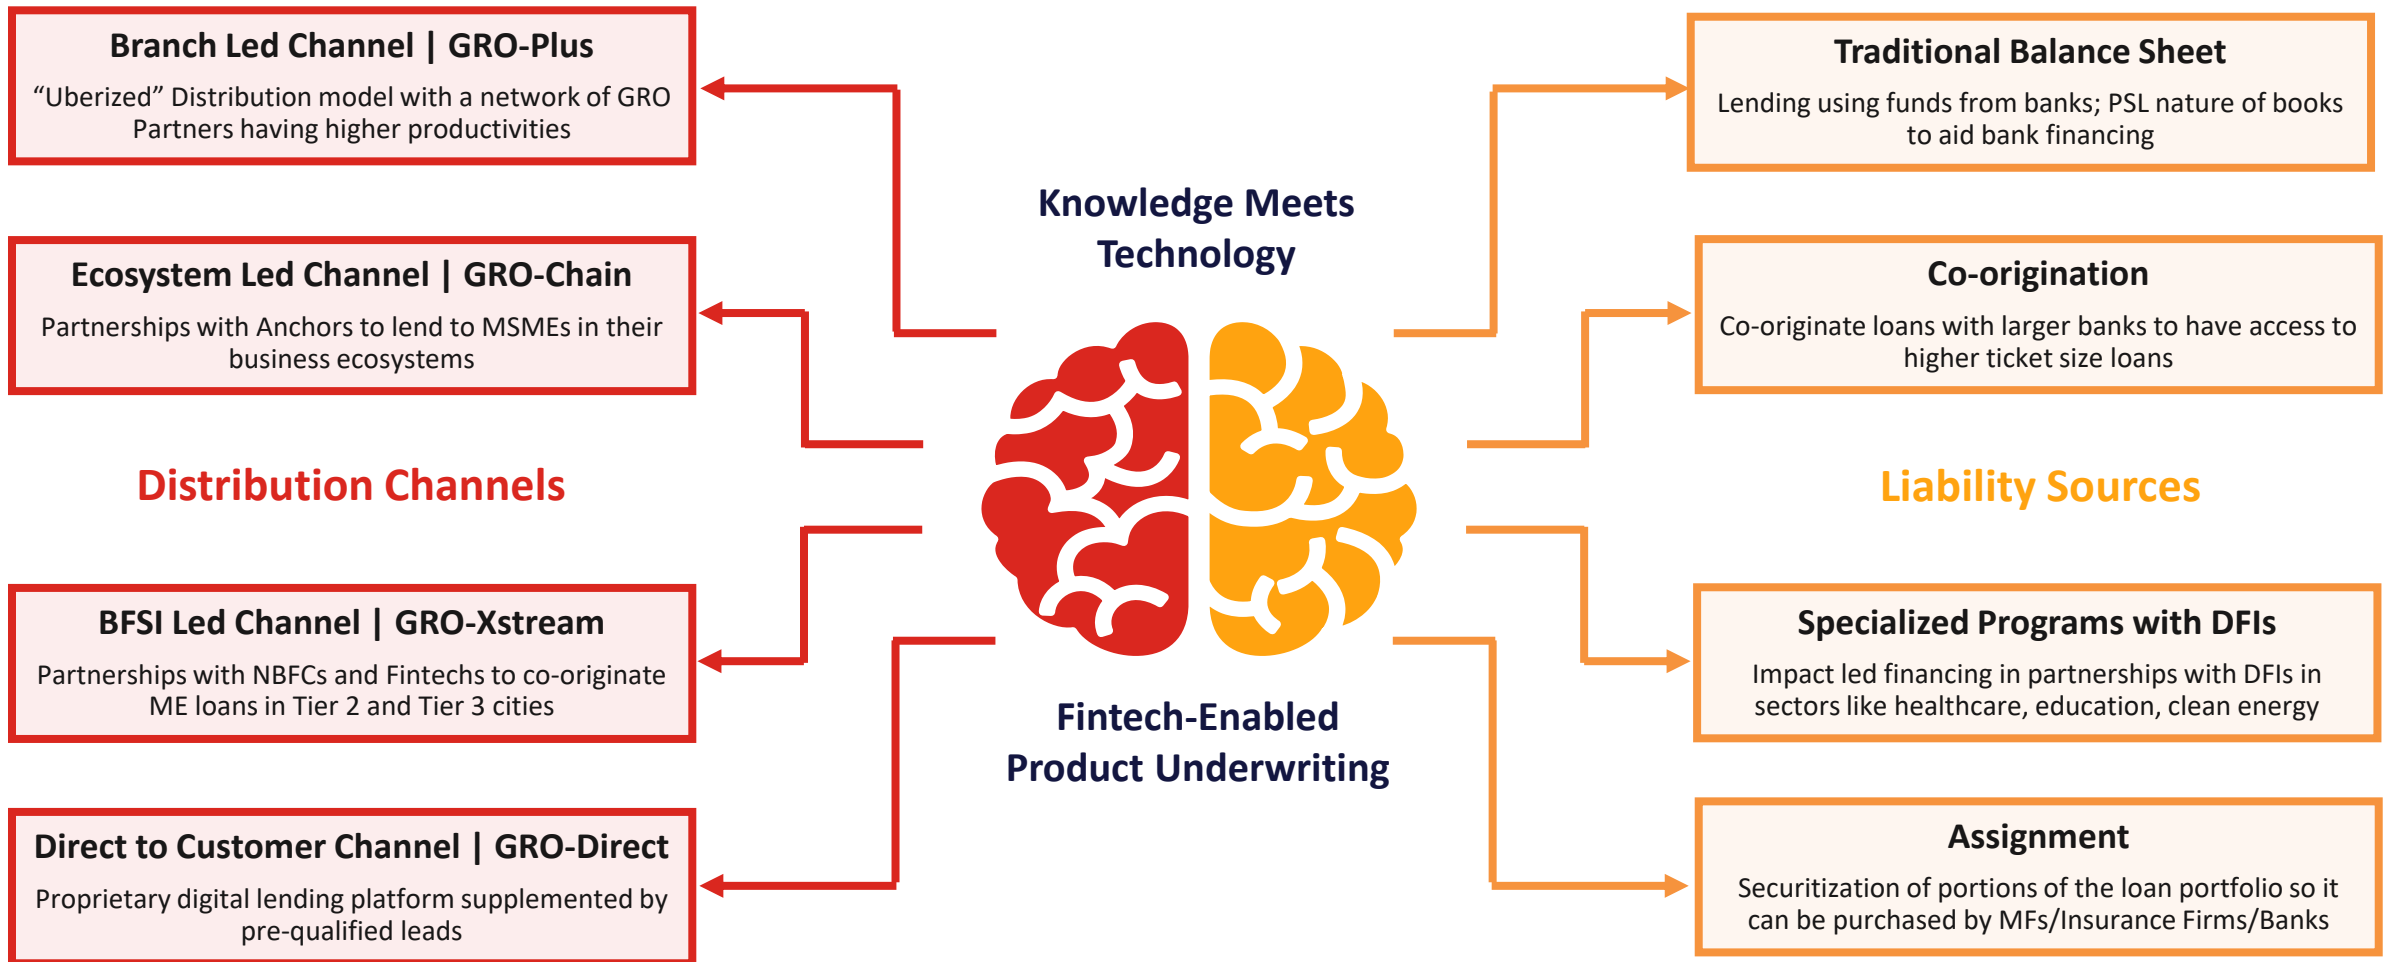 Branch Led Channel | GRO-Plus
“Uberized” Distribution model with a network of GRO
Partners having higher productivities
Ecosystem Led Channel | GRO-Chain
Partnerships with Anchors to lend to MSMEs in their
business ecosystems
Distribution Channels
BFSI Led Channel | GRO-Xstream
Partnerships with NBFCs and Fintechs to co-originate
ME loans in Tier 2 and Tier 3 cities
Direct to Customer Channel | GRO-Direct
Proprietary digital lending platform supplemented by
pre-qualified leads
Knowledge Meets
Technology
Fintech-Enabled
Product Underwriting
Traditional Balance Sheet
Lending using funds from banks; PSL nature of books
to aid bank financing
Co-origination
Co-originate loans with larger banks to have access to
higher ticket size loans
Liability Sources
Specialized Programs with DFIs
Impact led financing in partnerships with DFIs in
sectors like healthcare, education, clean energy
Assignment
Securitization of portions of the loan portfolio so it
can be purchased by MFs/Insurance Firms/Banks